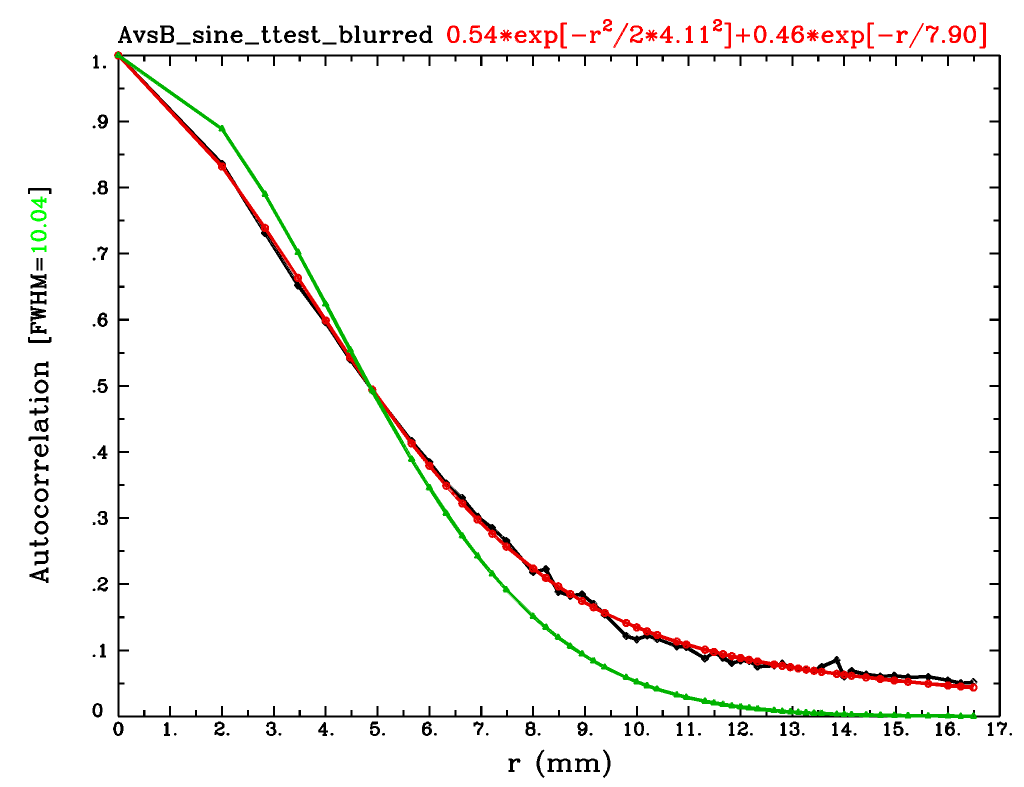 AvsB_sine_ttest_blurred 0.54*exp[-r²/2*4.11²]+0.46*exp[-r/7.90]
1.
.9
.8
.7
.6
.5
.4
.3
.2
.1
0
Autocorrelation [FWHM=10.04]
0 1. 2. 3. 4. 5. 6. 7. 8. 9. 10. 11. 12. 13. 14. 15. 16. 17.
r (mm)